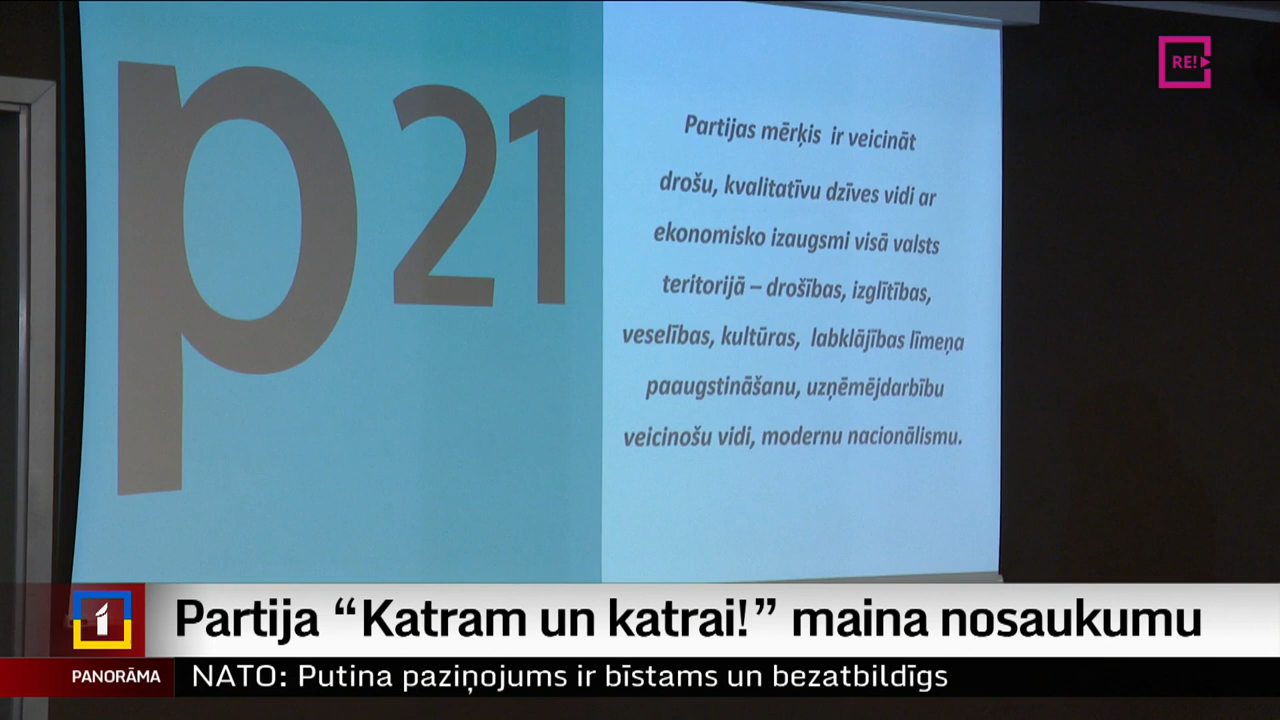 RE!
p21
Partijas mērķis ir veicināt
drošu, kvalitatīvu dzīves vidi ar
ekonomisko izaugsmi visā valsts
teritorijā – drošības, izglītības,
veselības, kultūras, labklājības līmeņa
paaugstināšanu, uzņēmējdarbību
veicinošu vidi, modernu nacionālismu.
1
Partija “Katram un katrai!” maina nosaukumu
PANORĀMA
NATO: Putina paziņojums ir bīstams un bezatbildīgs